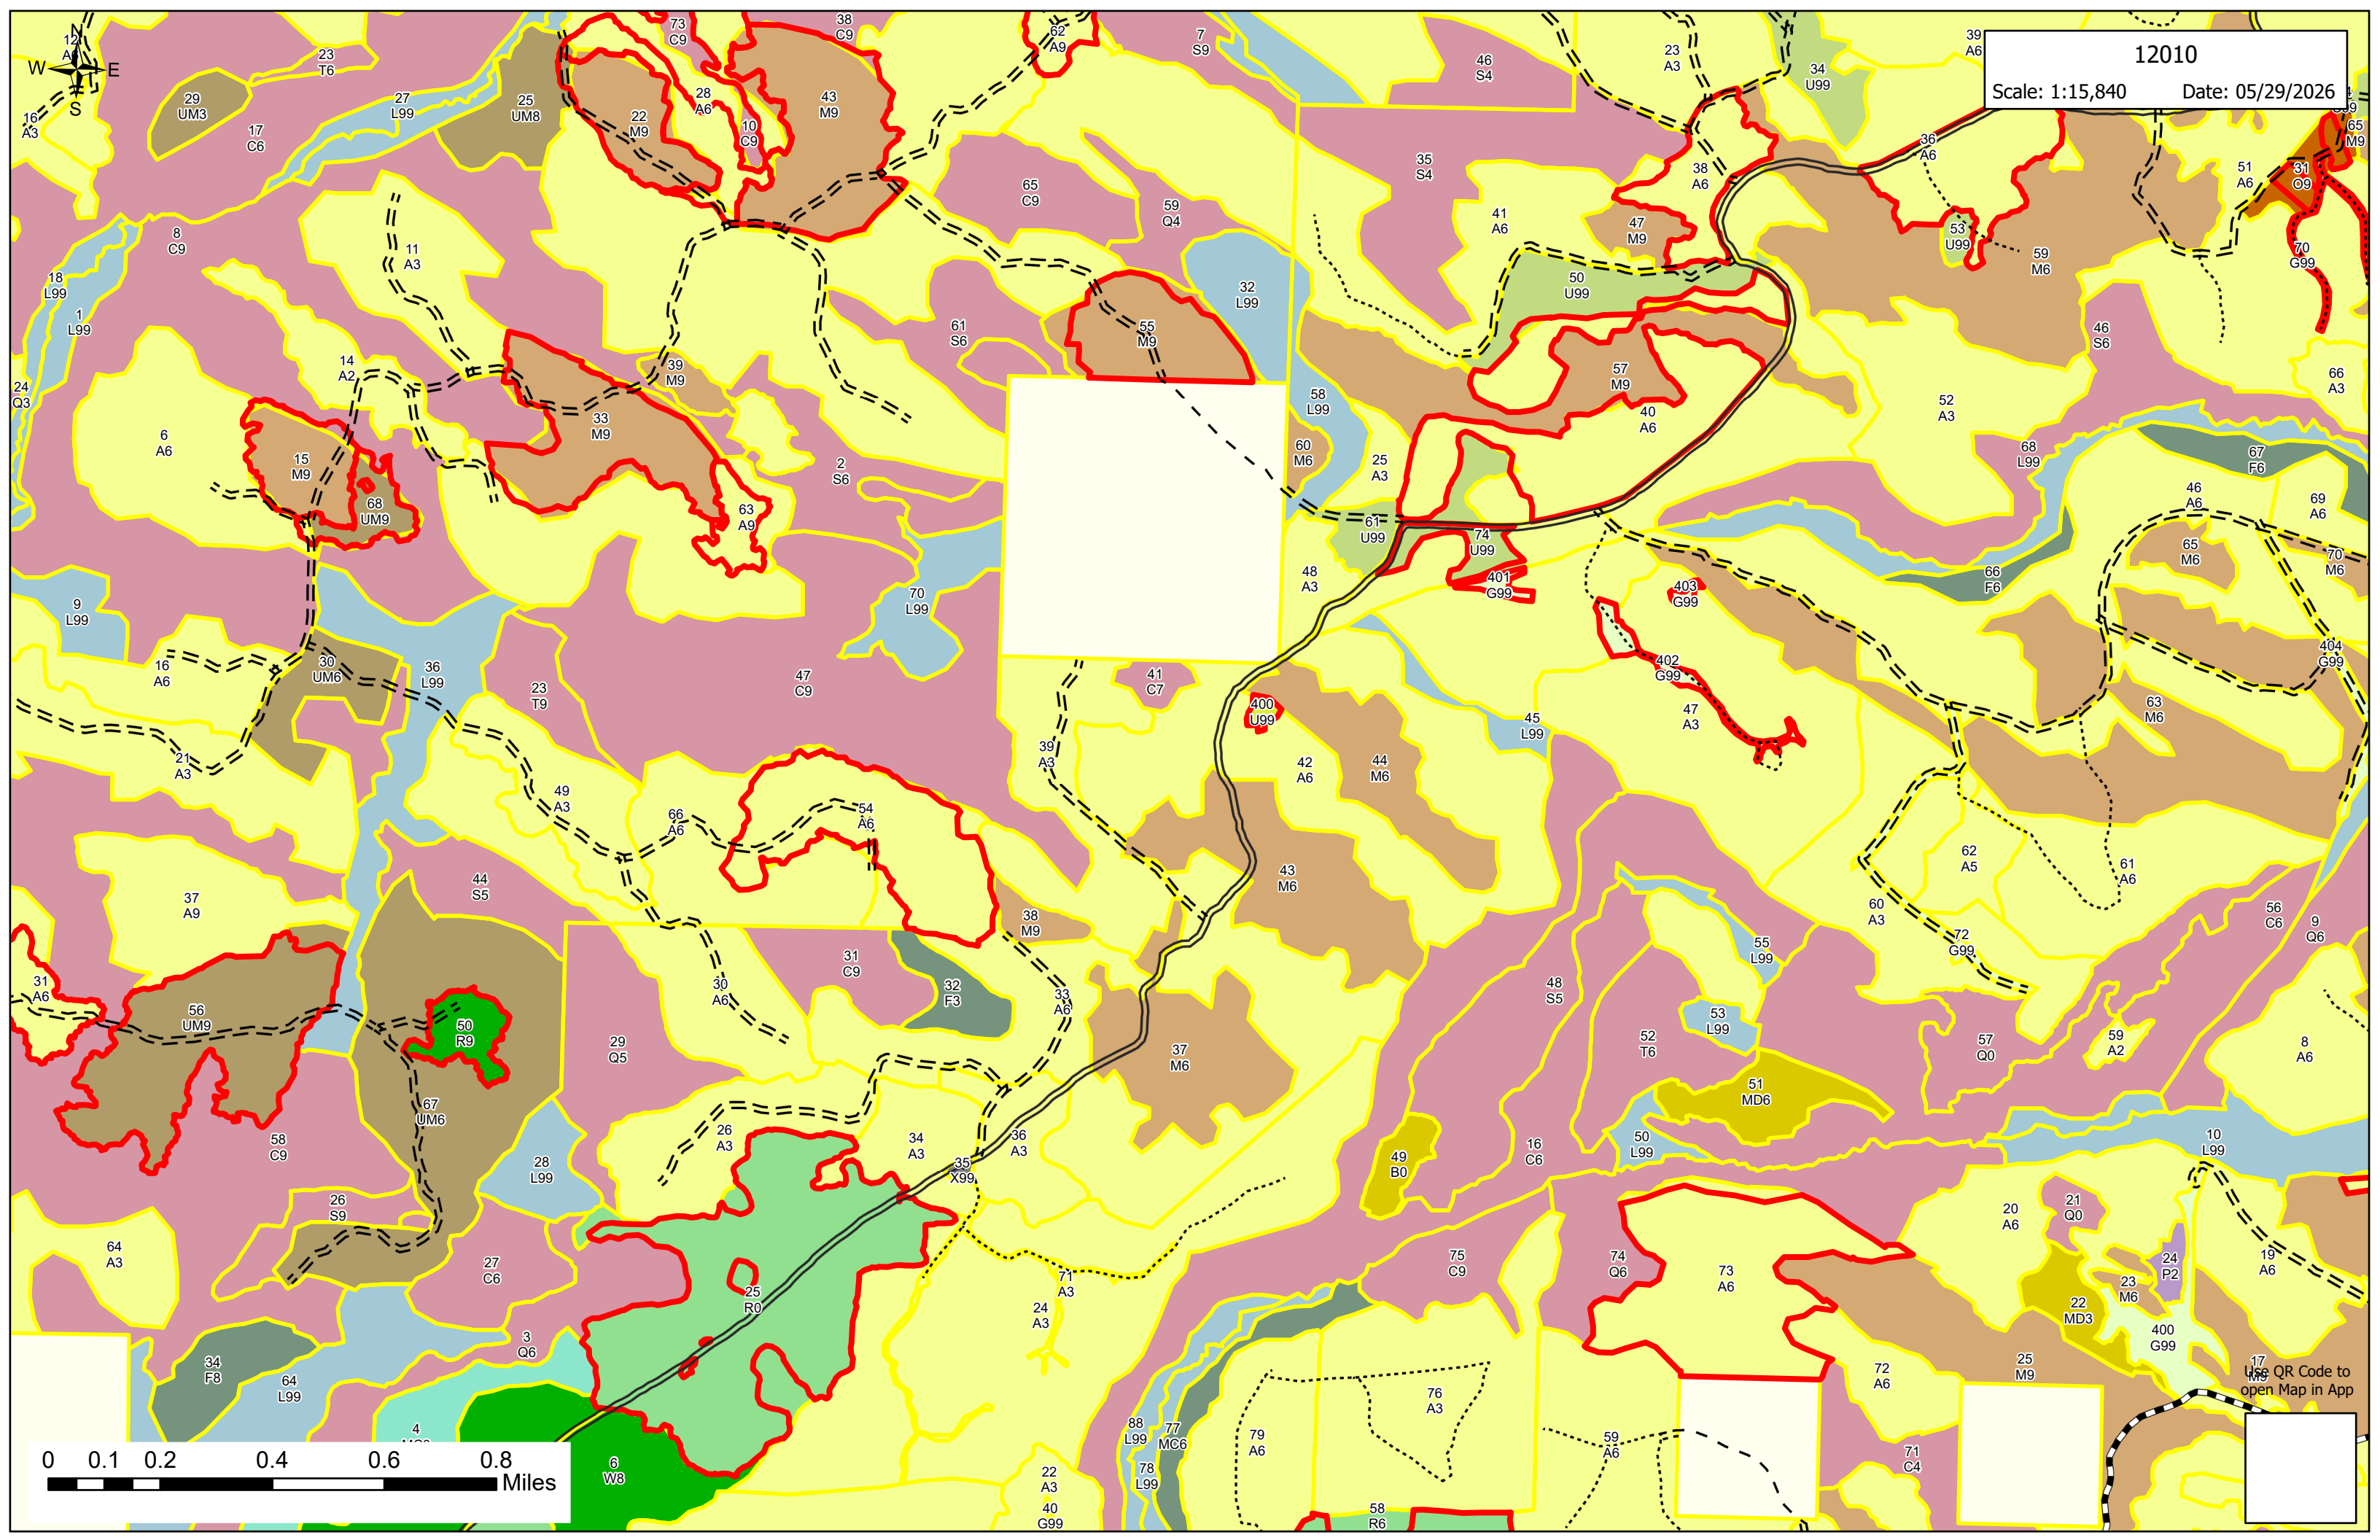 12010
Scale: 1:15,840 Date: 05/29/2026
N
W E
S
12
16
A3
23
T6
29
UM3
17
C6
27
L99
25
UM8
73
C9
38
C9
28
A6
22
M9
10
C9
43
M9
62
A9
7
S9
46
S4
23
A3
34
U99
39
A6
36
A6
65
M9
51
A6
31
O9
70
G99
35
S4
38
A6
41
A6
47
M9
53
U99
59
M6
50
U99
65
C9
59
Q4
32
L99
8
C9
11
A3
18
L99
1
L99
24
Q3
14
A2
39
M9
33
M9
61
S6
55
M9
57
M9
40
A6
58
L99
60
M6
25
A3
46
S6
52
A3
66
A3
6
A6
15
M9
68
UM9
2
S6
63
A9
68
L99
67
F6
46
A6
69
A6
65
M6
70
M6
66
F6
61
U99
74
U99
48
A3
401
G99
403
G99
402
G99
404
G99
9
L99
70
L99
16
A6
30
UM6
36
L99
23
T9
47
C9
41
C7
400
U99
45
L99
47
A3
63
M6
21
A3
39
A3
42
A6
44
M6
49
A3
66
A6
54
A6
43
M6
62
A5
61
A6
60
A3
72
G99
56
C6
9
Q6
37
A9
44
S5
38
M9
31
A6
56
UM9
50
R9
30
A6
31
C9
32
F3
33
A6
48
S5
55
L99
53
L99
52
T6
57
Q0
59
A2
8
A6
29
Q5
37
M6
51
MD6
67
UM6
58
C9
26
A3
34
A3
36
A3
35
X99
28
L99
49
B0
16
C6
50
L99
10
L99
26
S9
64
A3
27
C6
25
R0
71
A3
24
A3
75
C9
74
Q6
73
A6
20
A6
21
Q0
24
P2
19
A6
23
M6
22
MD3
400
G99
3
Q6
34
F8
64
L99
4
6
W8
72
A6
25
M9
17
Use QR Code to
open Map in App
76
A3
79
A6
59
A6
71
C4
88
L99
77
MC6
78
L99
22
A3
40
G99
58
R6
0 0.1 0.2 0.4 0.6 0.8
Miles